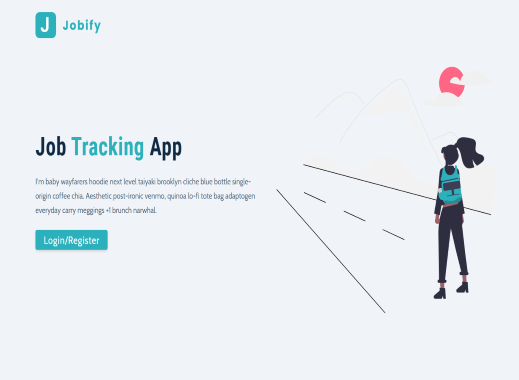 J Jobify
Job Tracking App
I'm baby wayfarers hoodie next level taiyaki brooklyn cliche blue bottle single-
origin coffee chia. Aesthetic post-ironic venmo, quinoa lo-fi tote bag adaptogen
everyday carry meggings +1 brunch narwhal.
Login/Register